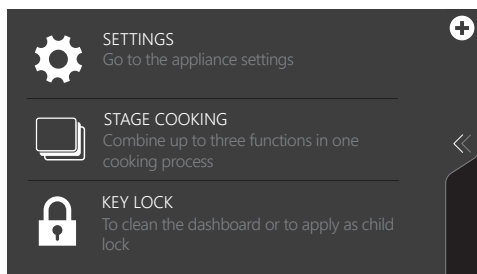 SETTINGS
Go to the appliance settings
STAGE COOKING
Combine up to three functions in one
cooking process
KEY LOCK
To clean the dashboard or to apply as child
lock